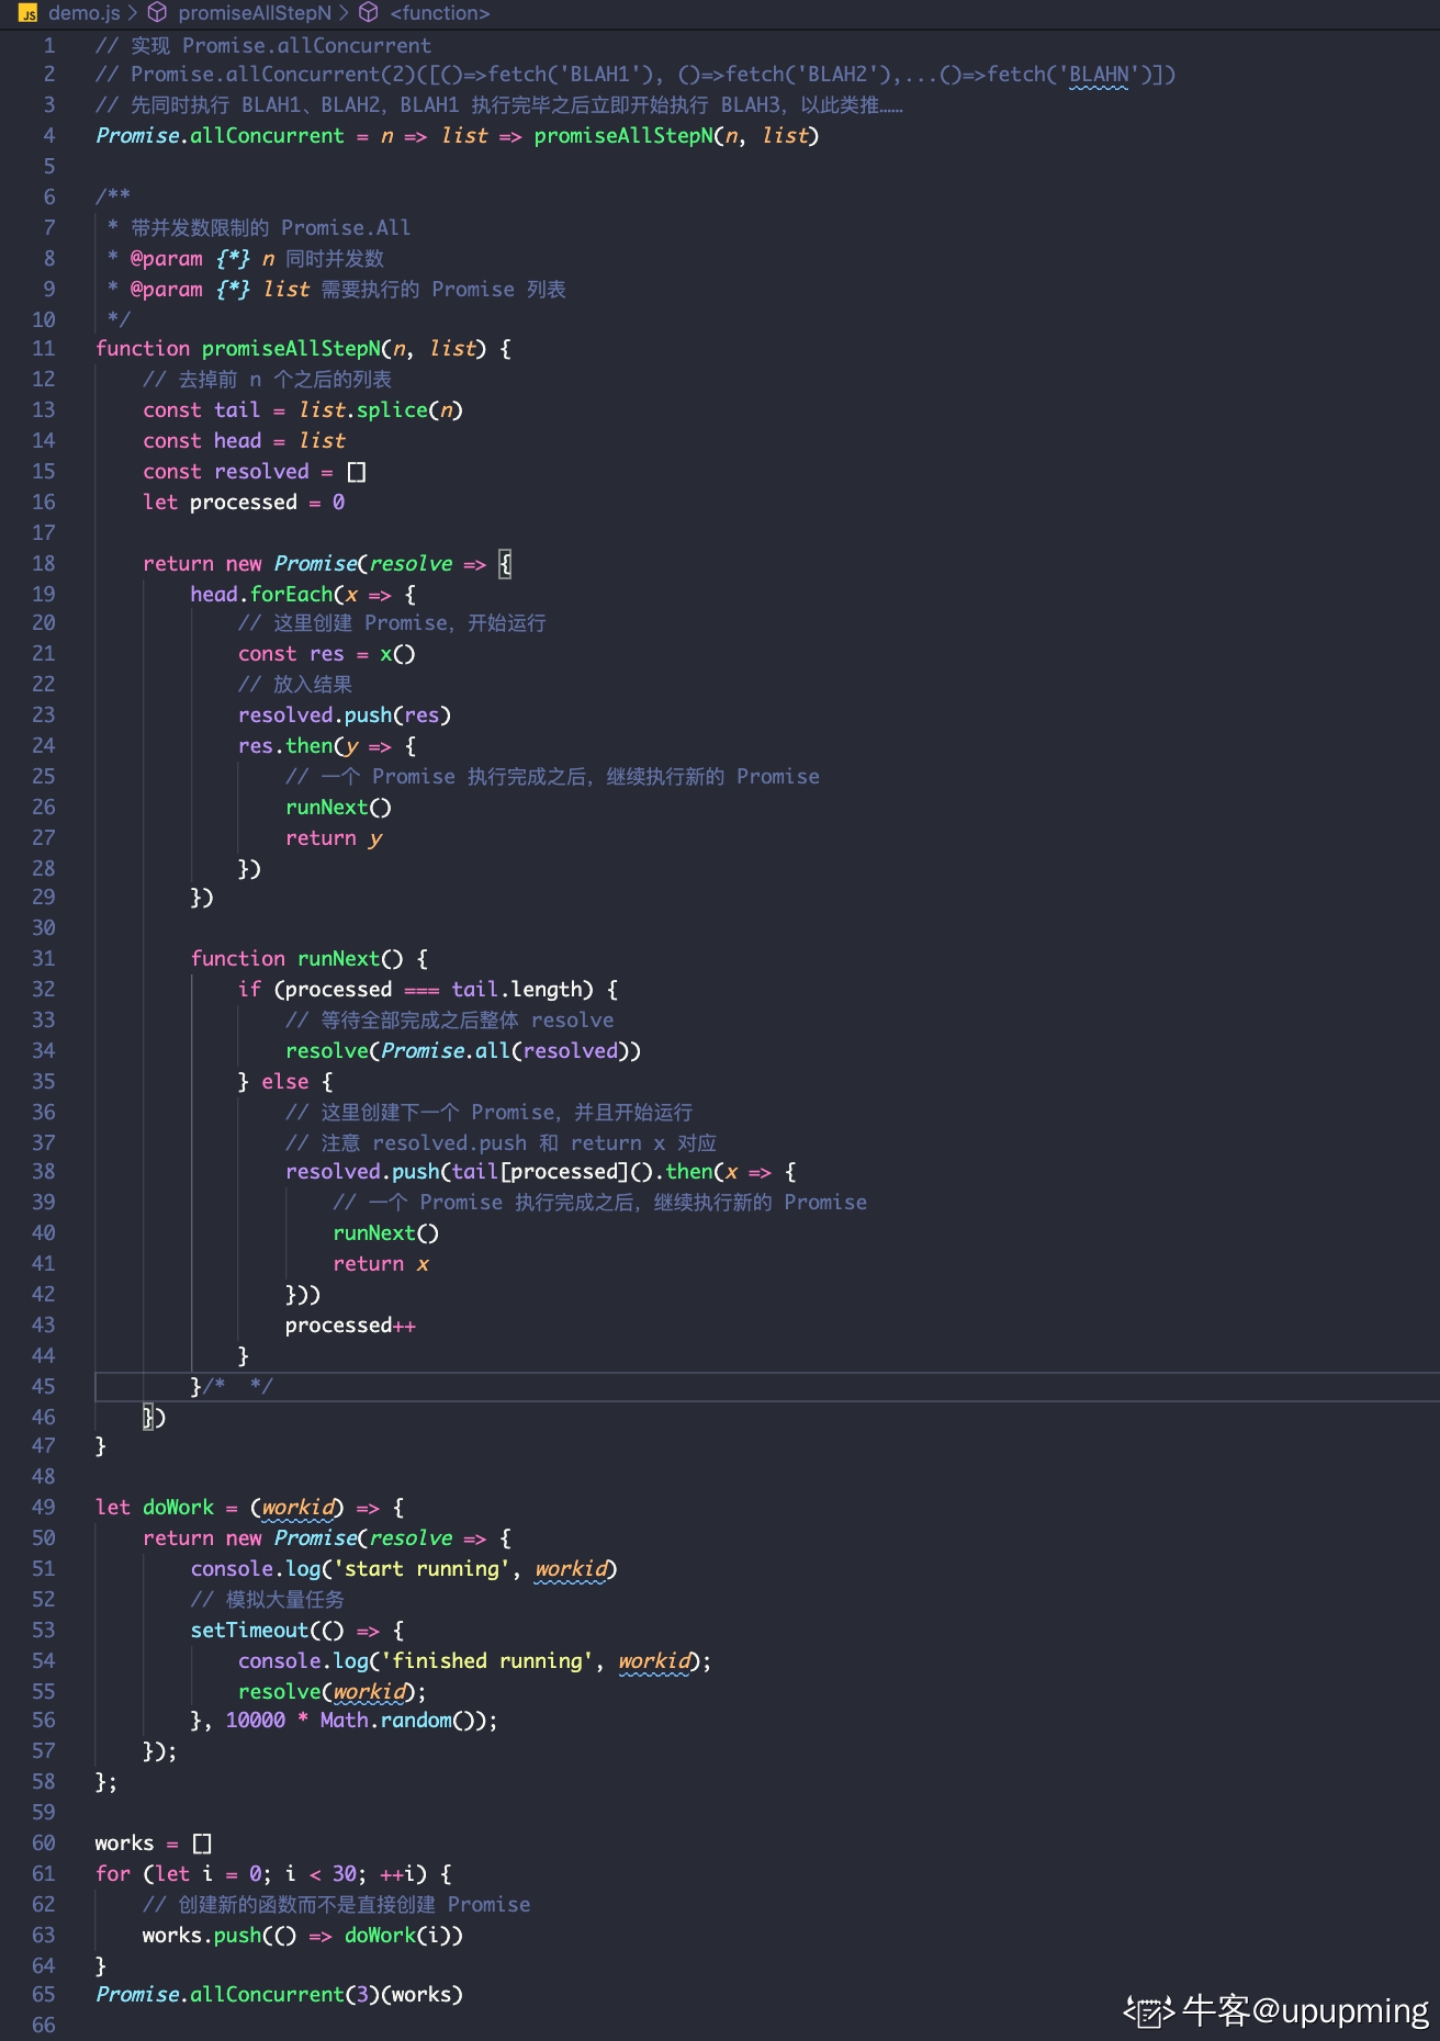 JS demo.js > promiseAllStepN > <function>
1 // 实现 Promise.allConcurrent
2 // Promise.allConcurrent(2)([()=>fetch('BLAH1'), ()=>fetch('BLAH2'),...()=>fetch('BLAHN')])
3 // 先同时执行 BLAH1、BLAH2，BLAH1 执行完毕之后立即开始执行 BLAH3，以此类推……
4 Promise.allConcurrent = n => list => promiseAllStepN(n, list)
5
6 /**
7  * 带并发数限制的 Promise.All
8  * @param {*} n 同时并发数
9  * @param {*} list 需要执行的 Promise 列表
10  */
11 function promiseAllStepN(n, list) {
12     // 去掉前 n 个之后的列表
13     const tail = list.splice(n)
14     const head = list
15     const resolved = []
16     let processed = 0
17
18     return new Promise(resolve => {
19         head.forEach(x => {
20             // 这里创建 Promise，开始运行
21             const res = x()
22             // 放入结果
23             resolved.push(res)
24             res.then(y => {
25                 // 一个 Promise 执行完成之后，继续执行新的 Promise
26                 runNext()
27                 return y
28             })
29         })
30
31         function runNext() {
32             if (processed === tail.length) {
33                 // 等待全部完成之后整体 resolve
34                 resolve(Promise.all(resolved))
35             } else {
36                 // 这里创建下一个 Promise，并且开始运行
37                 // 注意 resolved.push 和 return x 对应
38                 resolved.push(tail[processed]().then(x => {
39                     // 一个 Promise 执行完成之后，继续执行新的 Promise
40                     runNext()
41                     return x
42                 }))
43                 processed++
44             }
45         }/*  */
46     })
47 }
48
49 let doWork = (workid) => {
50     return new Promise(resolve => {
51         console.log('start running', workid)
52         // 模拟大量任务
53         setTimeout(() => {
54             console.log('finished running', workid);
55             resolve(workid);
56         }, 10000 * Math.random());
57     });
58 };
59
60 works = []
61 for (let i = 0; i < 30; ++i) {
62     // 创建新的函数而不是直接创建 Promise
63     works.push(() => doWork(i))
64 }
65 Promise.allConcurrent(3)(works)
66
牛客@upupming